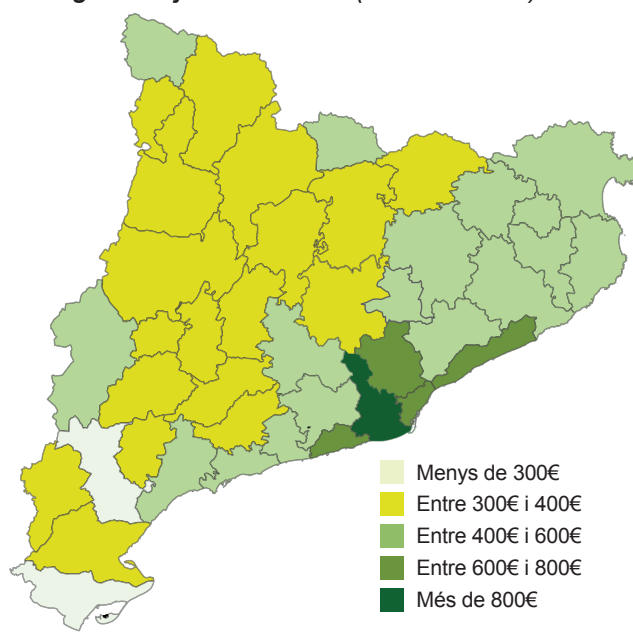 Menys de 300€
Entre 300€ i 400€
Entre 400€ i 600€
Entre 600€ i 800€
Més de 800€